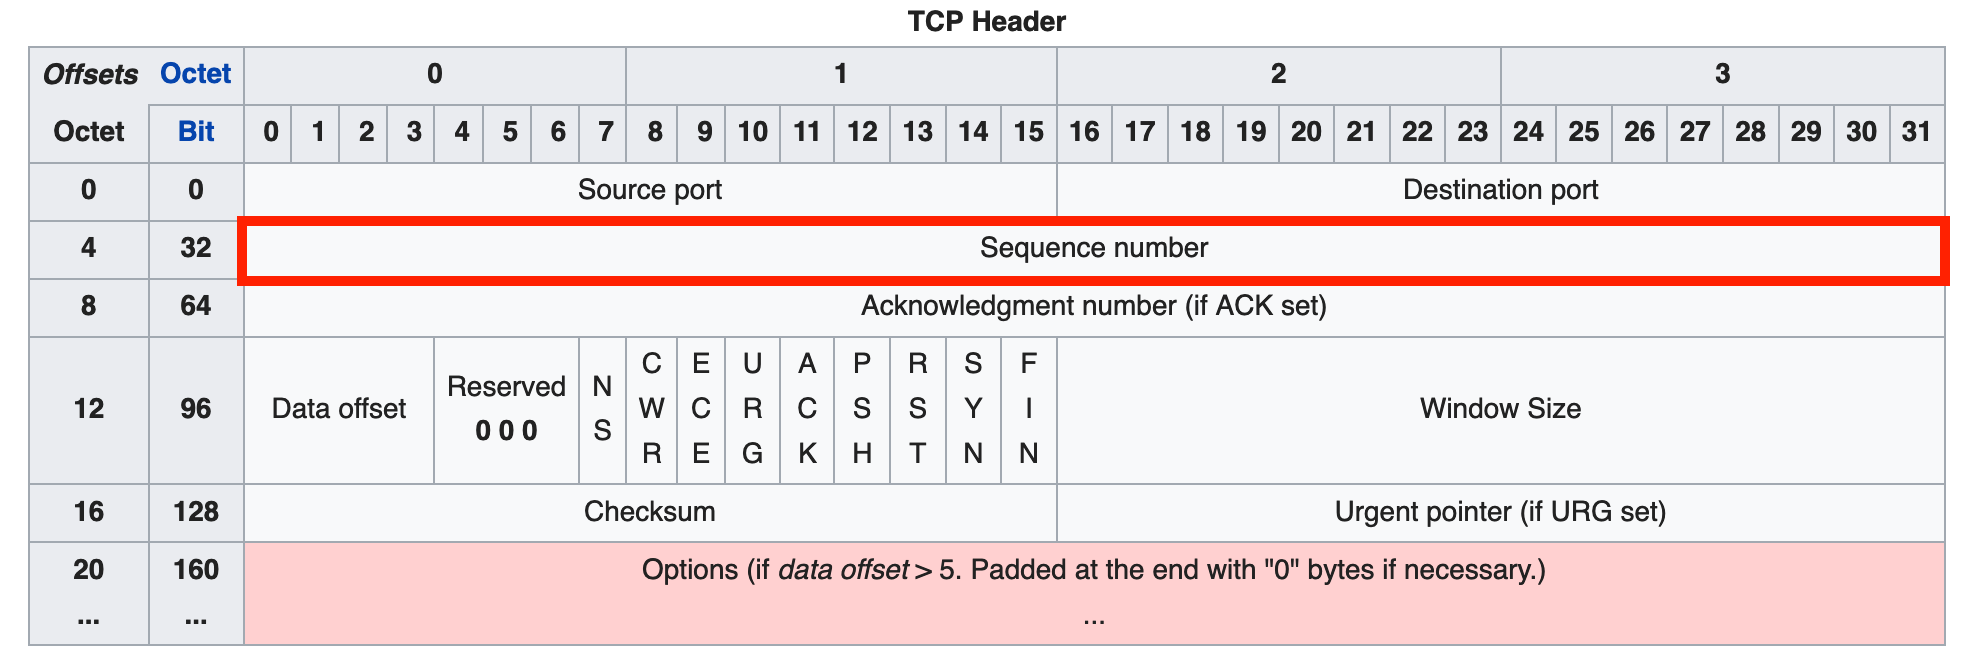 TCP Header
Offsets Octet 0 1 2 3
Octet Bit 0 1 2 3 4 5 6 7 8 9 10 11 12 13 14 15 16 17 18 19 20 21 22 23 24 25 26 27 28 29 30 31
0 0 Source port Destination port
4 32 Sequence number
8 64 Acknowledgment number (if ACK set)
12 96 Data offset Reserved 0 0 0 NS CWR ECE URG ACK PSH RST SYN FIN Window Size
16 128 Checksum Urgent pointer (if URG set)
20 160 Options (if data offset > 5. Padded at the end with "0" bytes if necessary.)
... ... ...